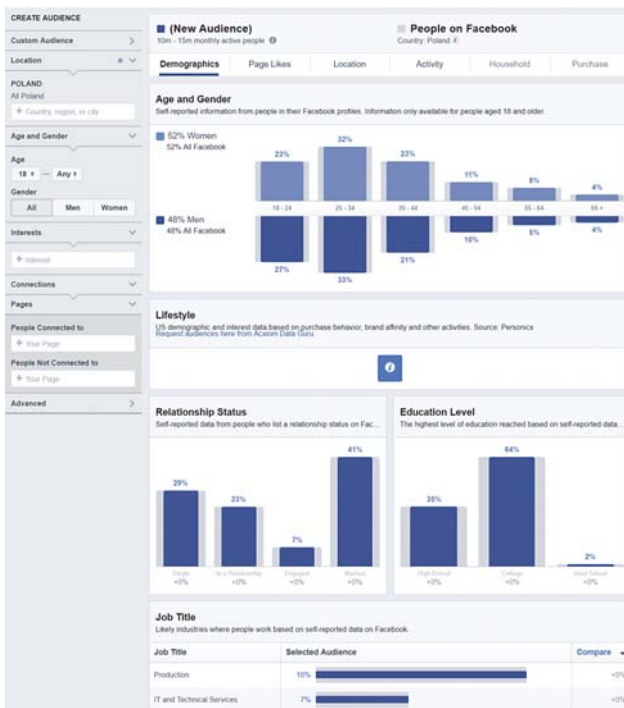 CREATE AUDIENCE
Custom Audience
Location
POLAND
All Poland
+ Country, region, or city
Age and Gender
Age
18 — Any
Gender
All Men Women
Interests
+ Interest
Connections
Pages
People Connected to
+ Your Page
People Not Connected to
+ Your Page
Advanced
(New Audience)
10m - 15m monthly active people
People on Facebook
Country: Poland
Demographics Page Likes Location Activity Household Purchase
Age and Gender
Self-reported information from people in their Facebook profiles. Information only available for people aged 18 and older.
52% Women
52% All Facebook
23% 32% 23% 11% 8% 4%
18 - 24 25 - 34 35 - 44 45 - 54 55 - 64 65 +
48% Men
48% All Facebook
27% 33% 21% 10% 5% 4%
Lifestyle
US demographic and interest data based on purchase behavior, brand affinity and other activities. Source: Personicx
Request audiences here from Acxiom Data Guru.
Relationship Status
Self-reported data from people who list a relationship status on Fac...
29% 23% 7% 41%
Single In a Relationship Engaged Married
+0% +0% +0% +0%
Education Level
The highest level of education reached based on self-reported data...
64% 2%
High School College Grad School
+0% +0% +0%
Job Title
Likely industries where people work based on self-reported data on Facebook.
Job Title Selected Audience Compare
Production 16% +0%
IT and Technical Services 7% +0%